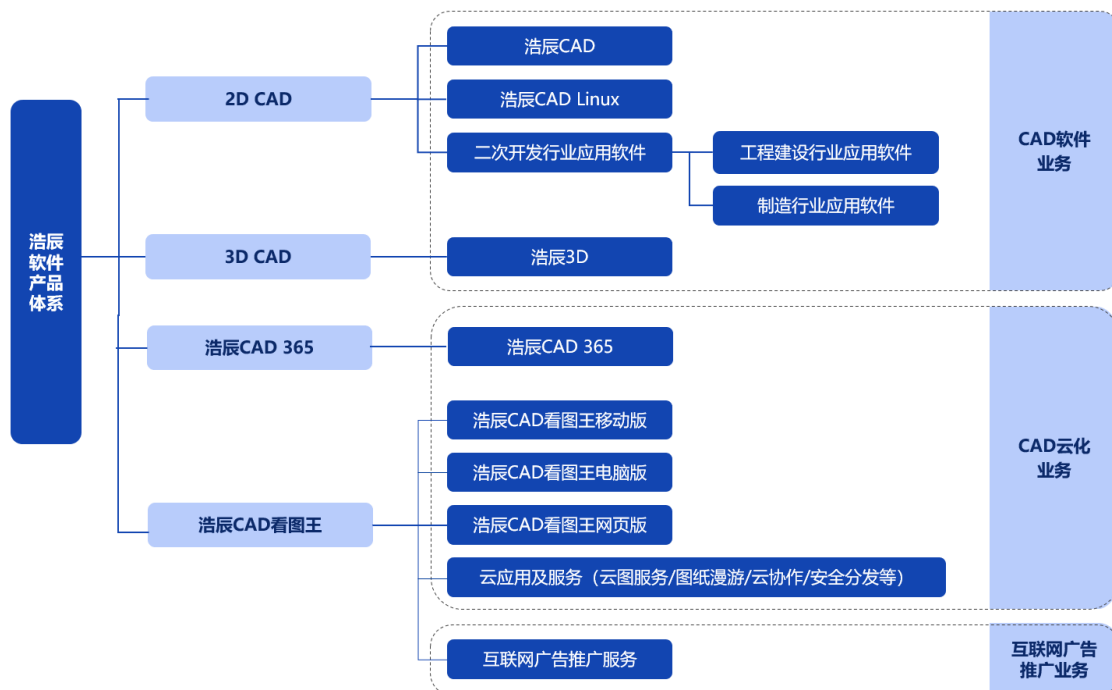 浩辰
软件
产品
体系
2D CAD
浩辰CAD
浩辰CAD Linux
二次开发行业应用软件
工程建设行业应用软件
制造行业应用软件
3D CAD
浩辰3D
CAD软件
业务
浩辰CAD 365
浩辰CAD 365
浩辰CAD看图王
浩辰CAD看图王移动版
浩辰CAD看图王电脑版
浩辰CAD看图王网页版
云应用及服务（云图服务/图纸漫游/云协作/安全分发等）
CAD云化
业务
互联网广告推广服务
互联网广告
推广业务